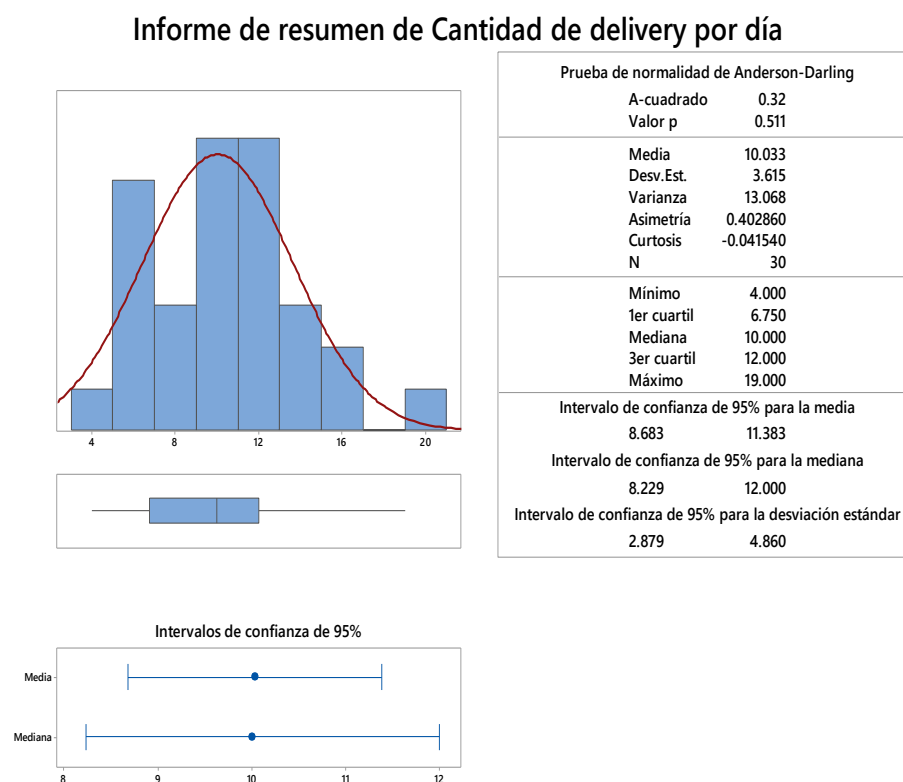 Informe de resumen de Cantidad de delivery por día
Prueba de normalidad de Anderson-Darling
A-cuadrado 0.32
Valor p 0.511
Media 10.033
Desv.Est. 3.615
Varianza 13.068
Asimetría 0.402860
Curtosis -0.041540
N 30
Mínimo 4.000
1er cuartil 6.750
Mediana 10.000
3er cuartil 12.000
Máximo 19.000
Intervalo de confianza de 95% para la media
8.683 11.383
Intervalo de confianza de 95% para la mediana
8.229 12.000
Intervalo de confianza de 95% para la desviación estándar
2.879 4.860
4 8 12 16 20
Intervalos de confianza de 95%
Media
Mediana
8 9 10 11 12